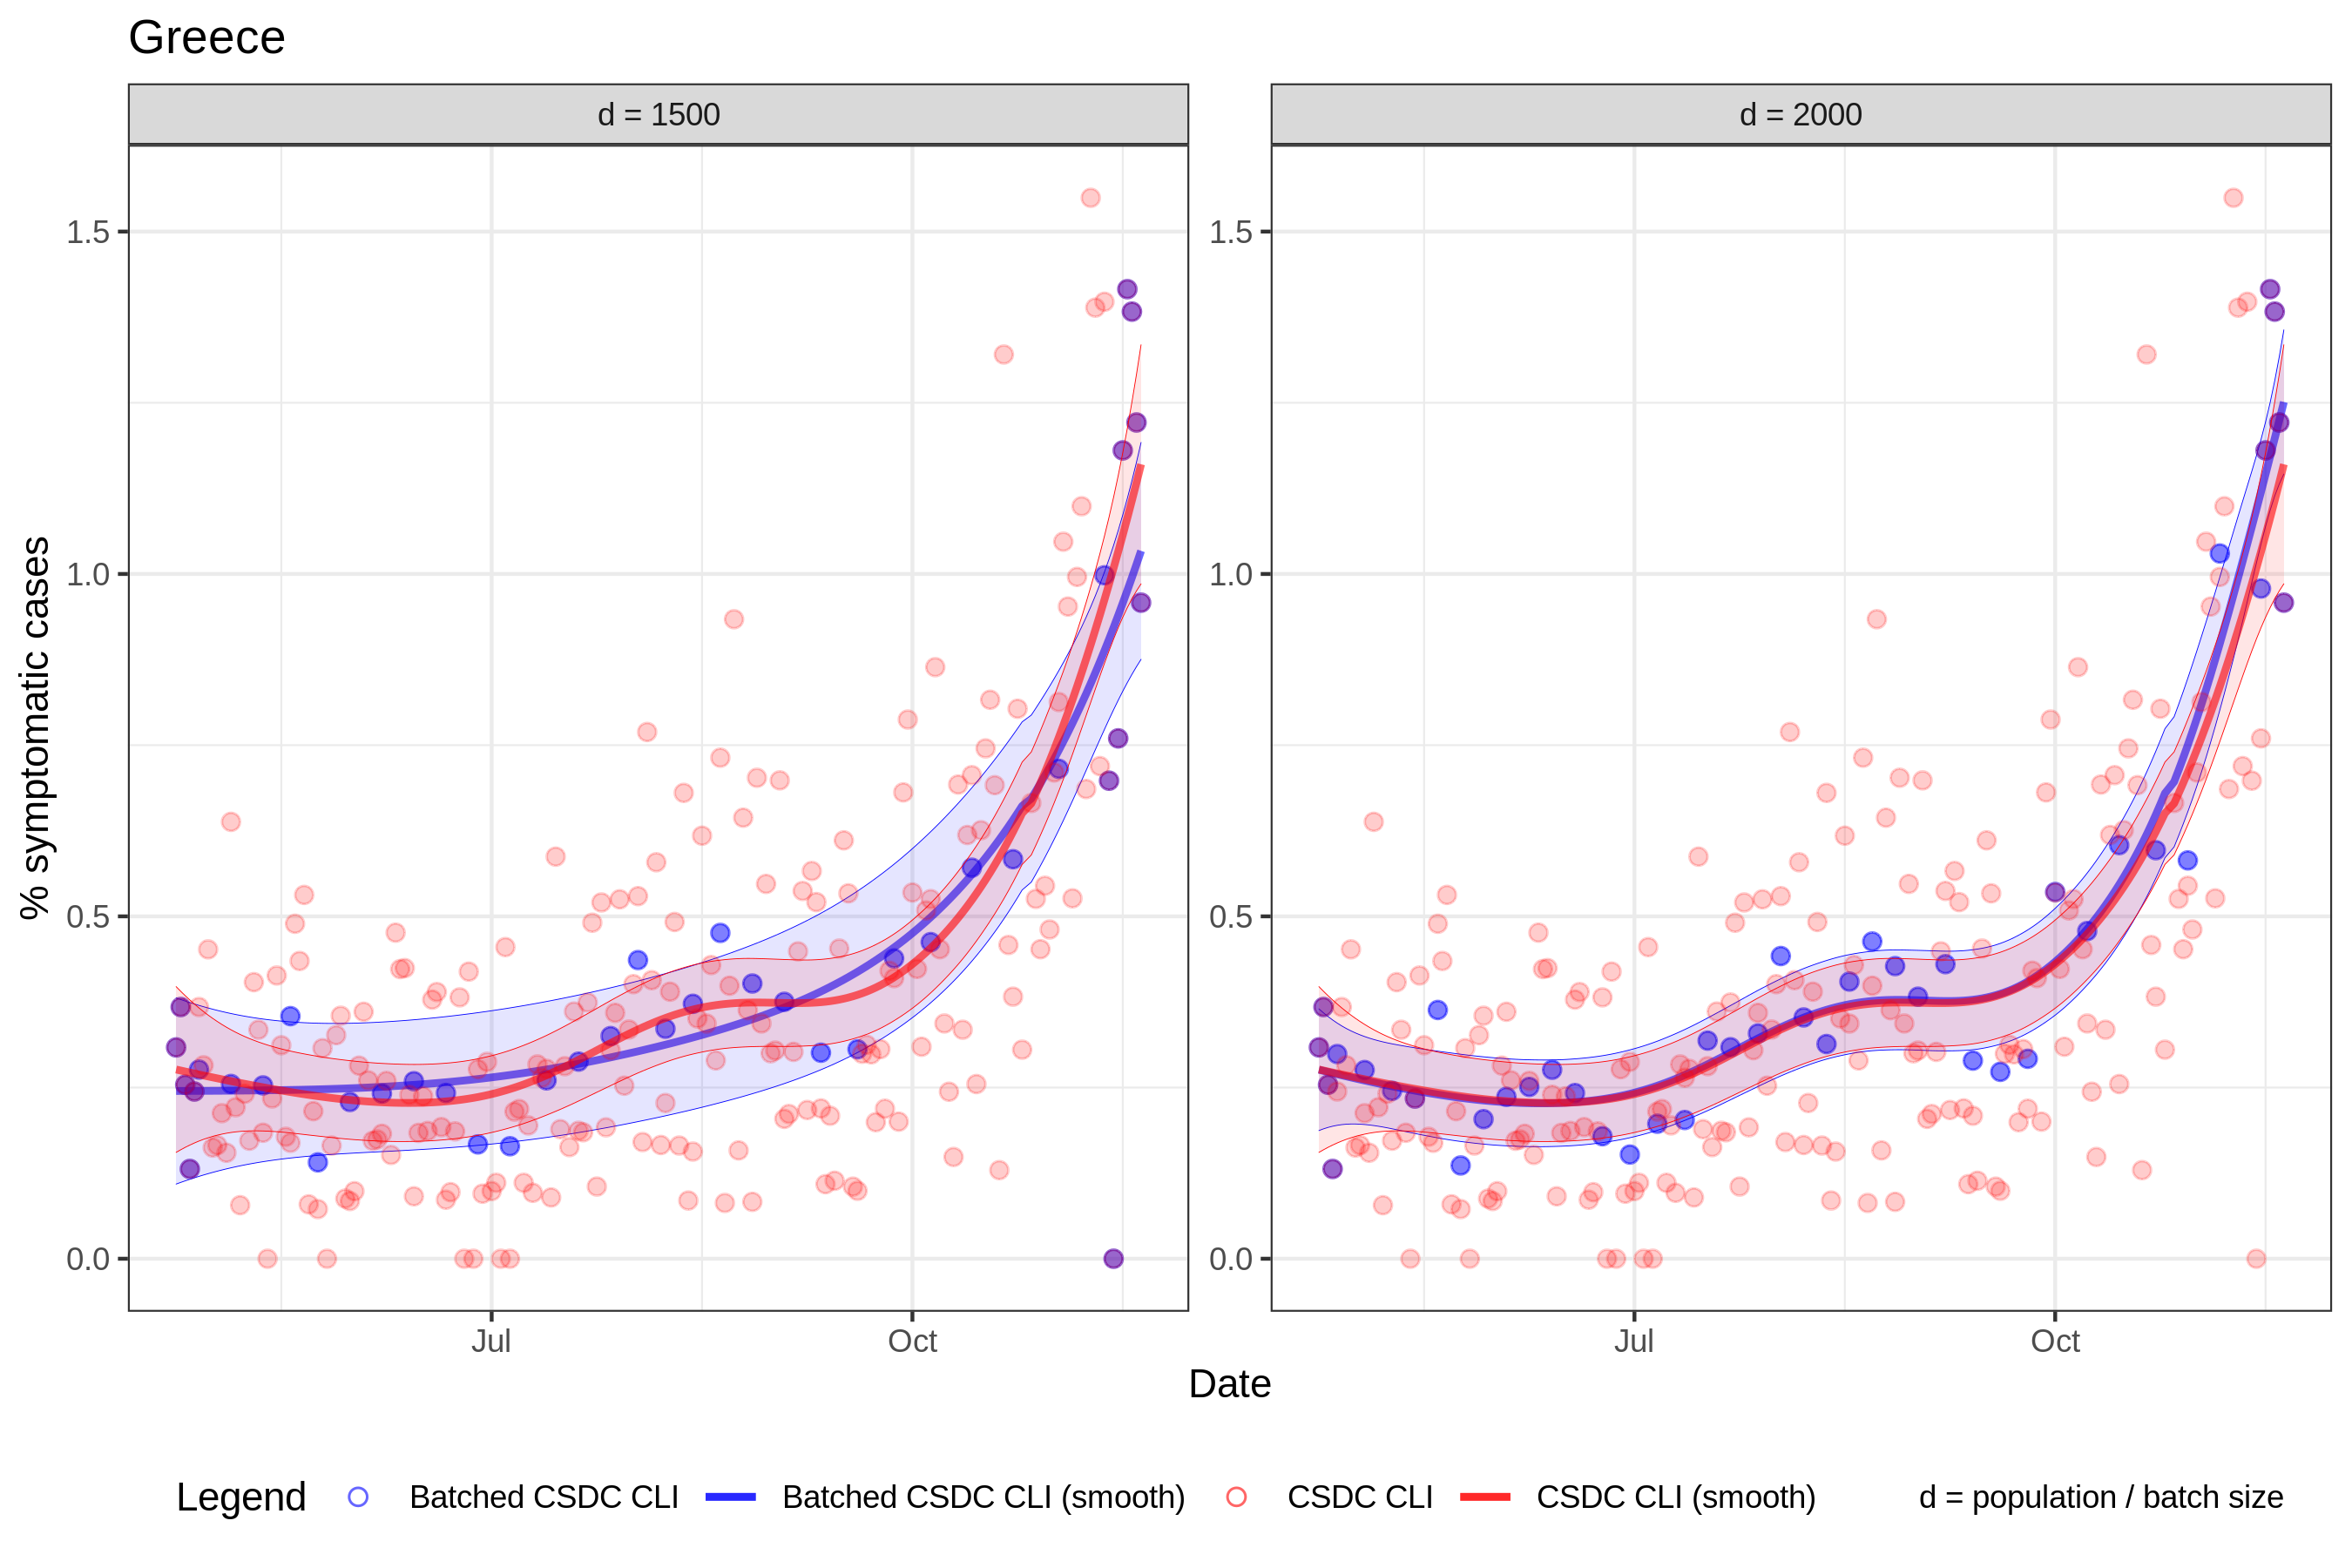 Greece
d = 1500
d = 2000
% symptomatic cases
1.5
1.0
0.5
0.0
1.5
1.0
0.5
0.0
Jul
Oct
Jul
Oct
Date
Legend
Batched CSDC CLI
Batched CSDC CLI (smooth)
CSDC CLI
CSDC CLI (smooth)
d = population / batch size